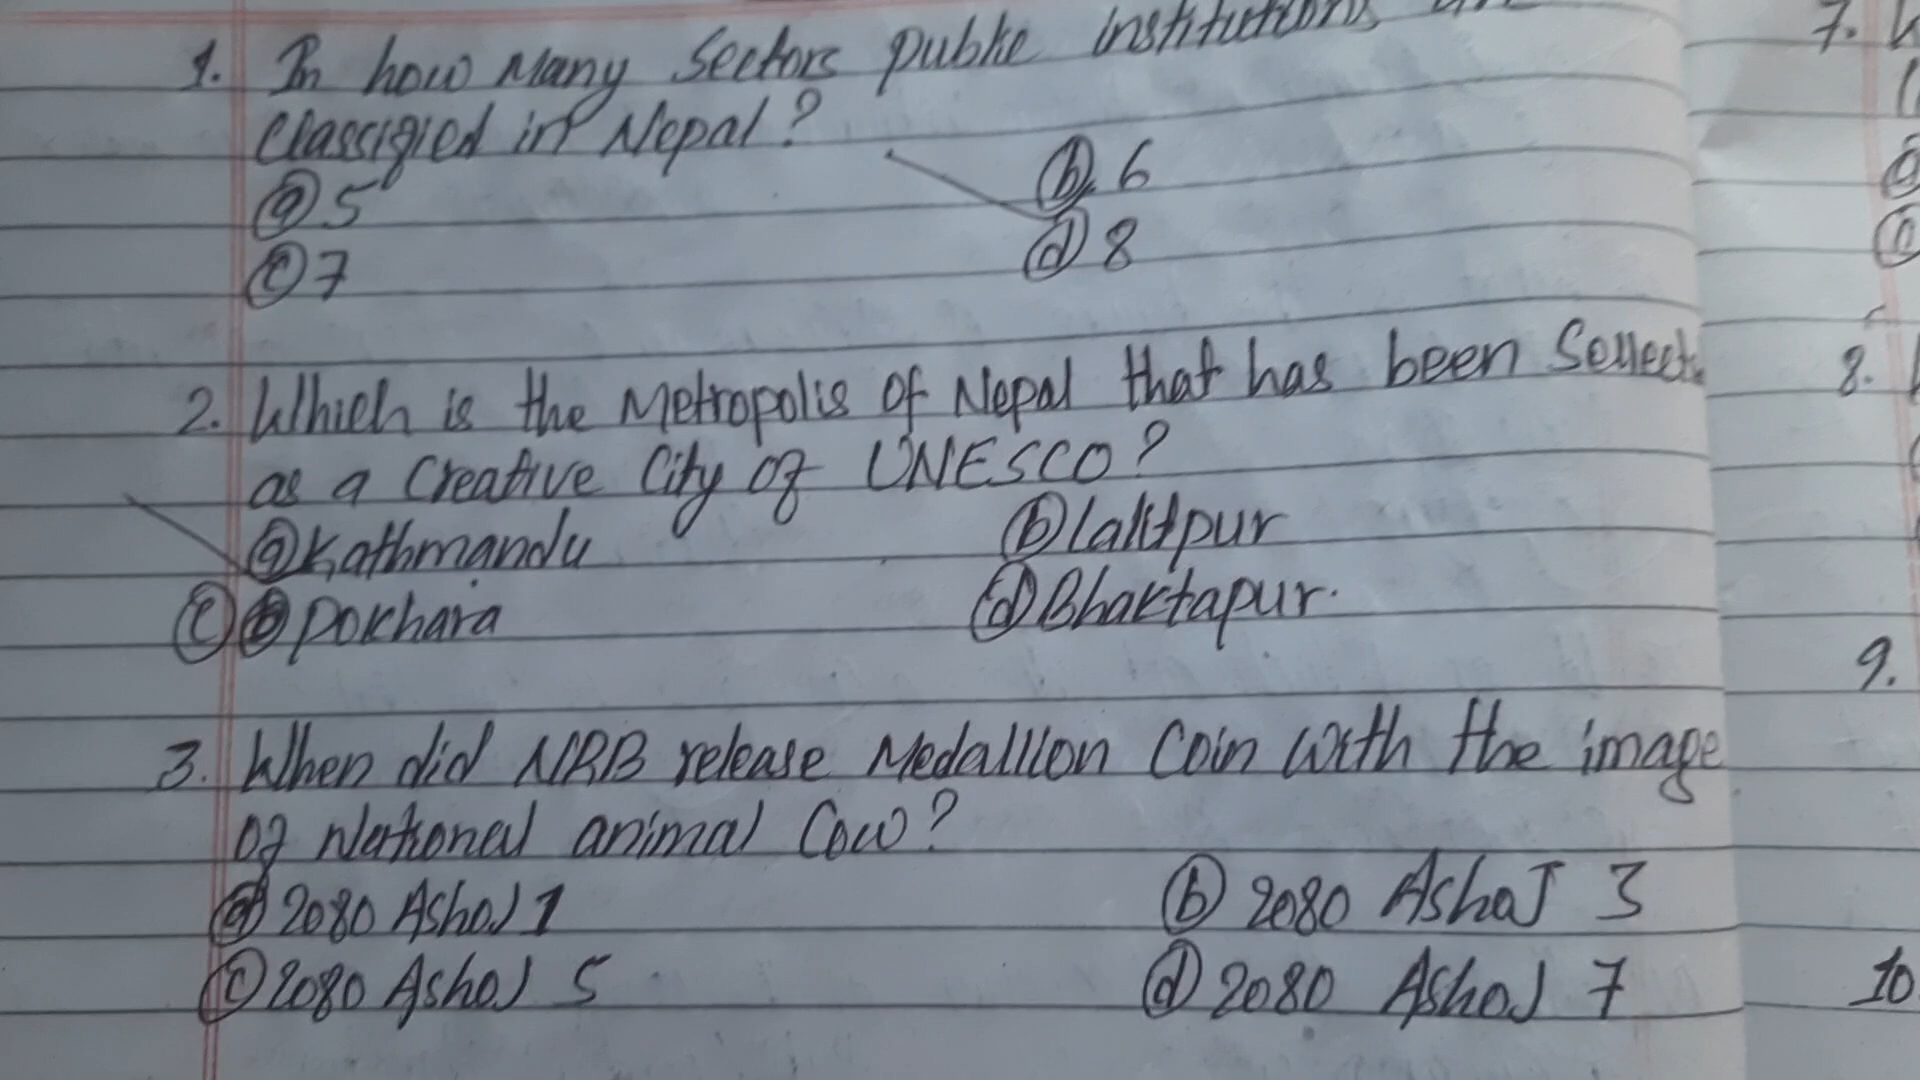 1. In how Many Sectors public institutions
classified in Nepal?
(a) 5 (b) 6
(c) 7 (d) 8
2. Which is the Metropolis of Nepal that has been Sellect
as a Creative City of UNESCO?
(a) Kathmandu (b) Lalitpur
(c) Pokhara (d) Bhaktapur.
3. When did NRB release Medallion Coin with the image
of National animal Cow?
(a) 2080 Ashoj 1 (b) 2080 Ashoj 3
(c) 2080 Ashoj 5 (d) 2080 Ashoj 7
7.
8.
9.
10